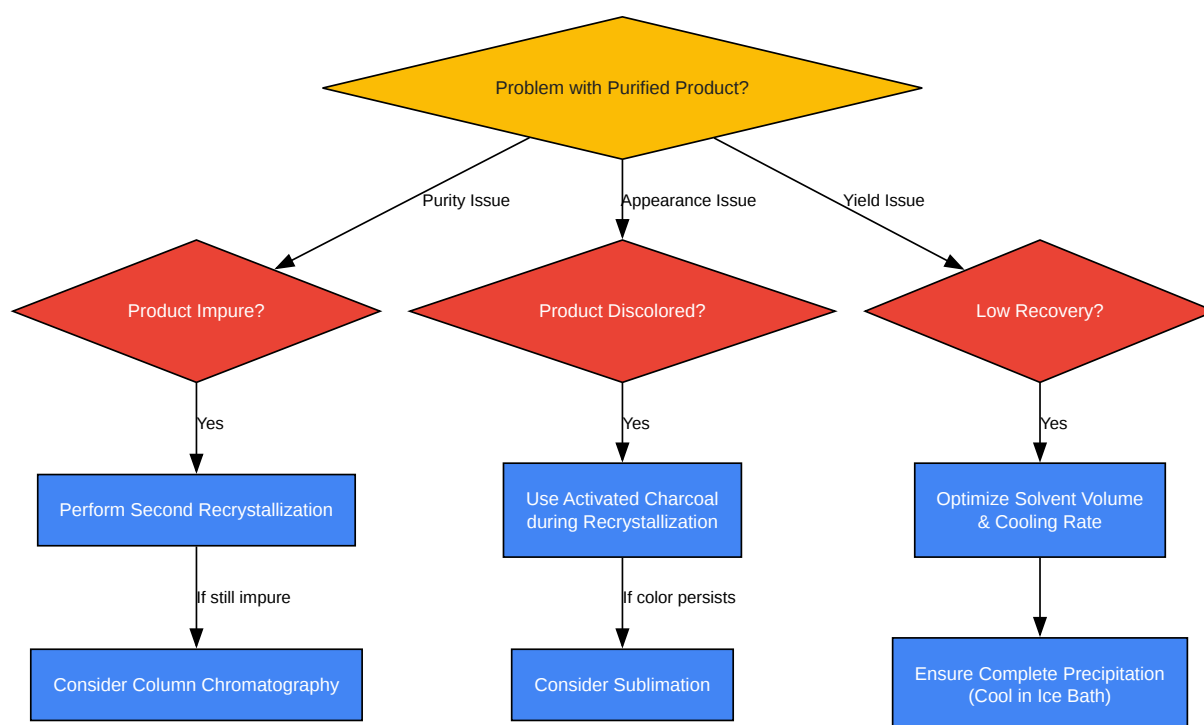 Problem with Purified Product?
Purity Issue
Appearance Issue
Yield Issue
Product Impure?
Product Discolored?
Low Recovery?
Yes
Yes
Yes
Perform Second Recrystallization
Use Activated Charcoal
during Recrystallization
Optimize Solvent Volume
& Cooling Rate
If still impure
If color persists
Consider Column Chromatography
Consider Sublimation
Ensure Complete Precipitation
(Cool in Ice Bath)